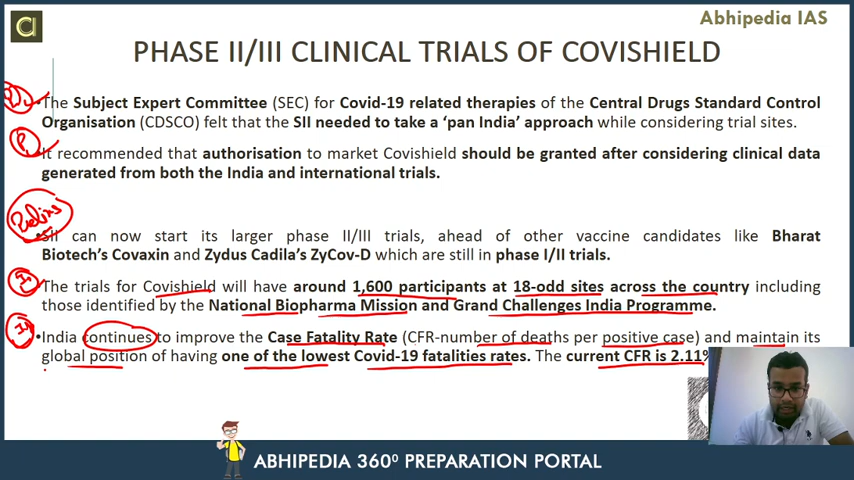 Abhipedia IAS
a
PHASE II/III CLINICAL TRIALS OF COVISHIELD
• The Subject Expert Committee (SEC) for Covid-19 related therapies of the Central Drugs Standard Control
Organisation (CDSCO) felt that the SII needed to take a ‘pan India’ approach while considering trial sites.
• It recommended that authorisation to market Covishield should be granted after considering clinical data
generated from both the India and international trials.
• SII can now start its larger phase II/III trials, ahead of other vaccine candidates like Bharat
Biotech's Covaxin and Zydus Cadila's ZyCov-D which are still in phase I/II trials.
• The trials for Covishield will have around 1,600 participants at 18-odd sites across the country including
those identified by the National Biopharma Mission and Grand Challenges India Programme.
• India continues to improve the Case Fatality Rate (CFR-number of deaths per positive case) and maintain its
global position of having one of the lowest Covid-19 fatalities rates. The current CFR is 2.11%
ABHIPEDIA 360⁰ PREPARATION PORTAL